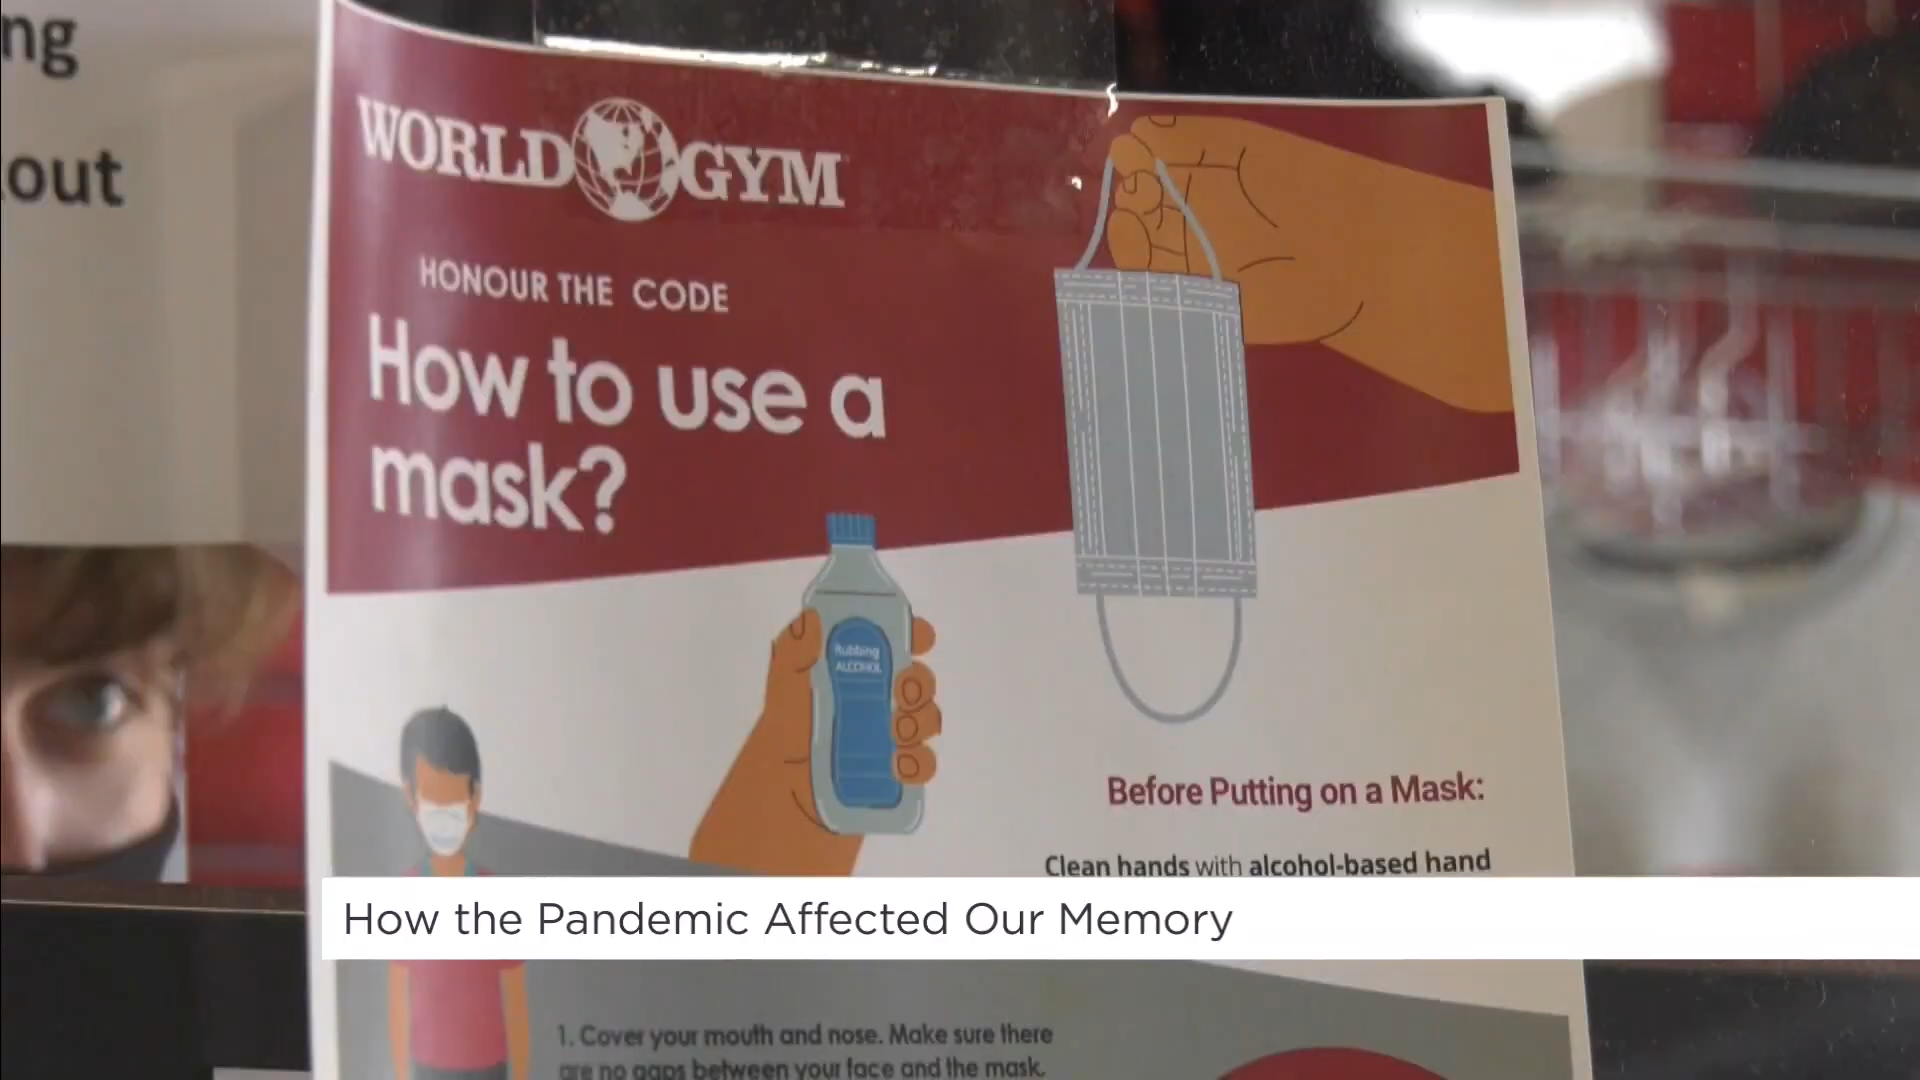 ng
out
WORLD GYM
HONOUR THE CODE
How to use a
mask?
Rubbing
ALCOHOL
Before Putting on a Mask:
Clean hands with alcohol-based hand
How the Pandemic Affected Our Memory
1. Cover your mouth and nose. Make sure there
are no gaps between your face and the mask.